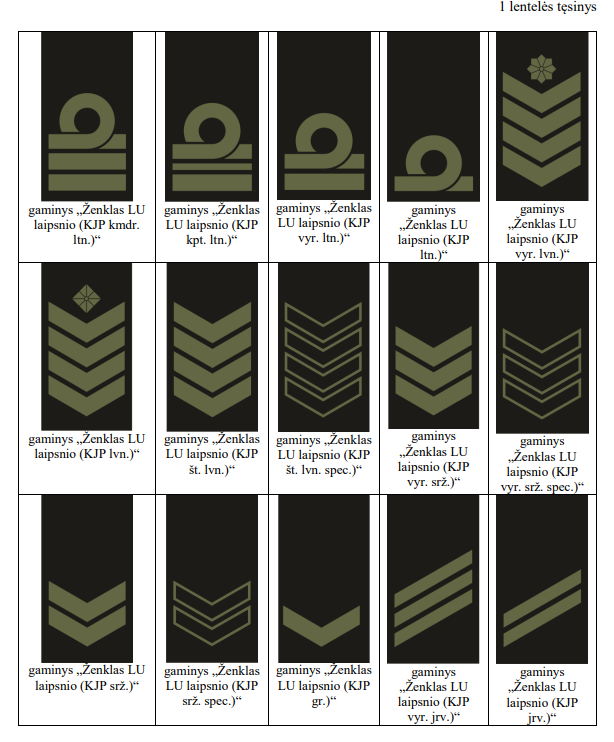 1 lentelės tęsinys
gaminys „Ženklas LU
laipsnio (KJP kmdr.
ltn.)“
gaminys „Ženklas
LU laipsnio (KJP
kpt. ltn.)“
gaminys „Ženklas
LU laipsnio (KJP
vyr. ltn.)“
gaminys
„Ženklas LU
laipsnio (KJP
ltn.)“
gaminys
„Ženklas LU
laipsnio (KJP
vyr. lvn.)“
gaminys „Ženklas LU
laipsnio (KJP lvn.)“
gaminys „Ženklas
LU laipsnio (KJP
št. lvn.)“
gaminys „Ženklas
LU laipsnio (KJP
št. lvn. spec.)“
gaminys
„Ženklas LU
laipsnio (KJP
vyr. srž.)“
gaminys
„Ženklas LU
laipsnio (KJP
vyr. srž. spec.)“
gaminys „Ženklas LU
laipsnio (KJP srž.)“
gaminys „Ženklas
LU laipsnio (KJP
srž. spec.)“
gaminys „Ženklas
LU laipsnio (KJP
gr.)“
gaminys
„Ženklas LU
laipsnio (KJP
vyr. jrv.)“
gaminys
„Ženklas LU
laipsnio (KJP
jrv.)“